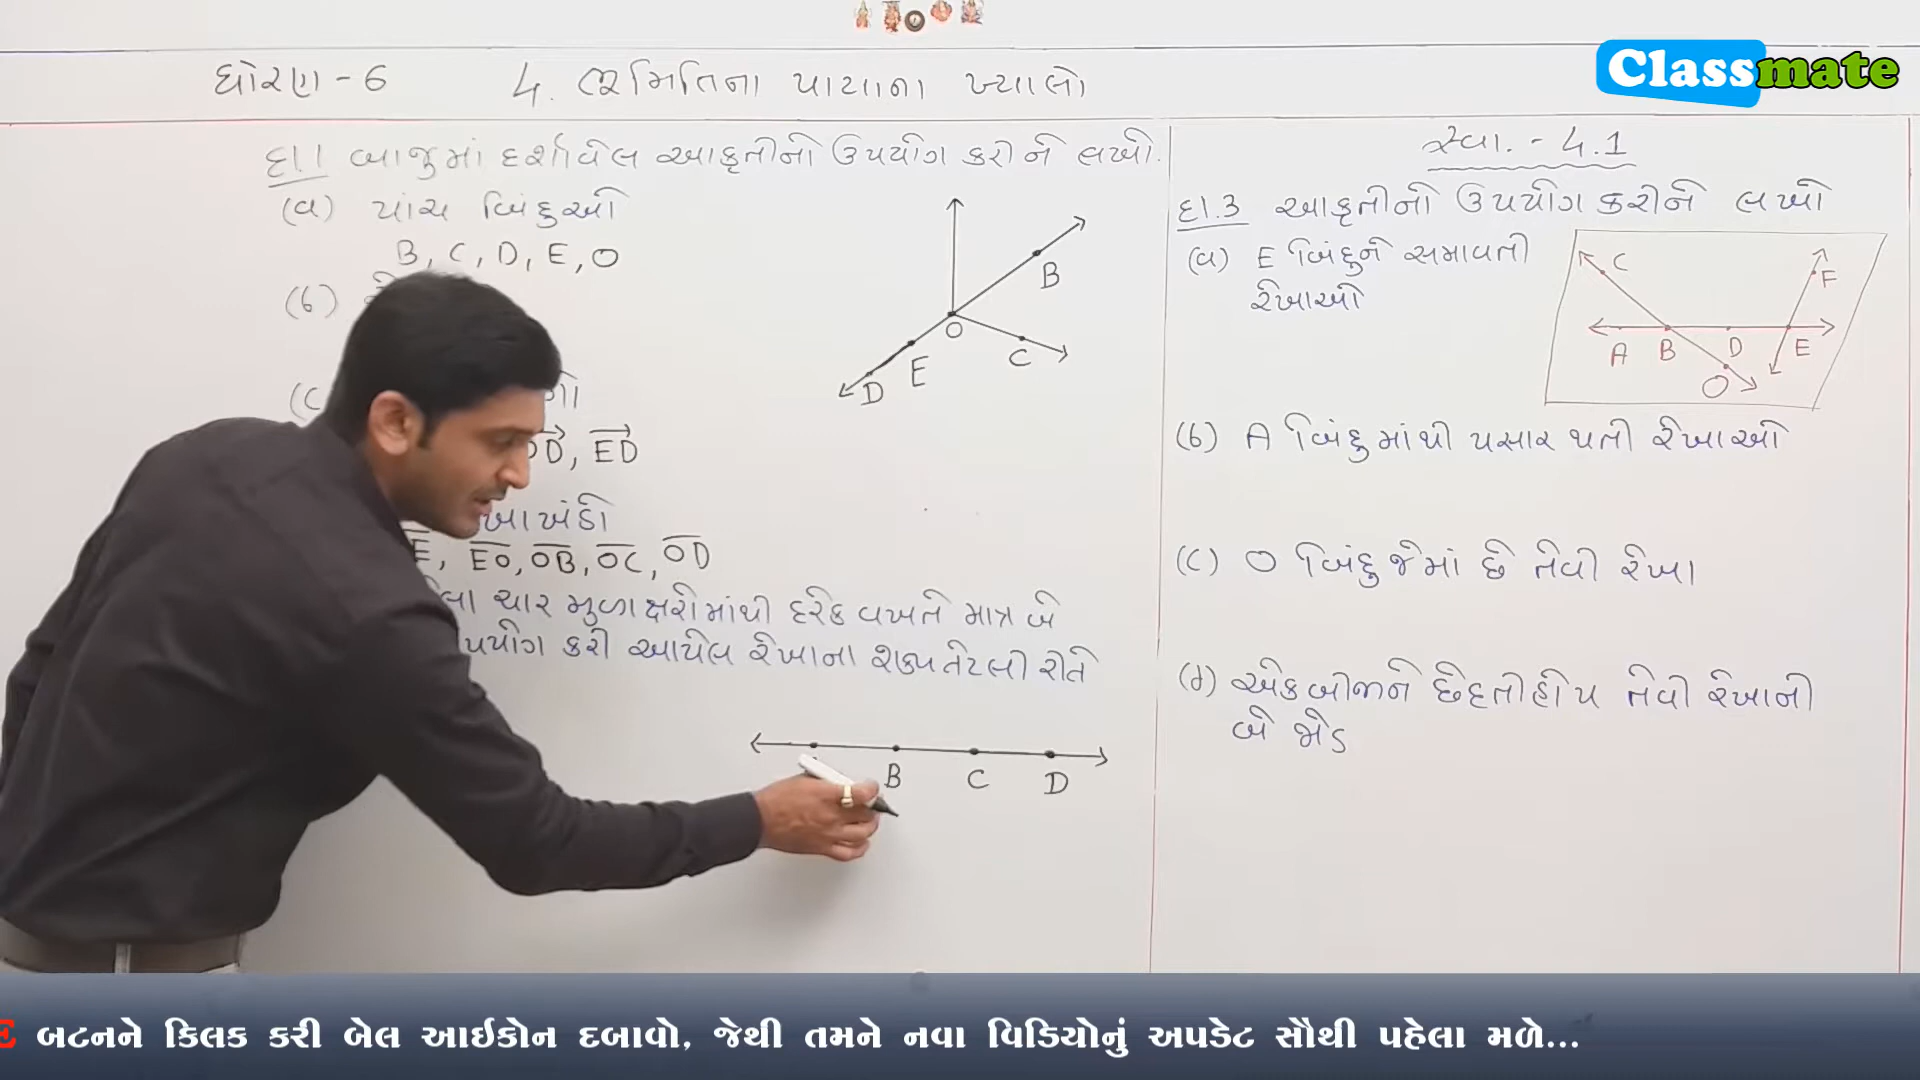 Classmate
ધોરણ - 6 4. ભૂમિતિના પાયાના ખ્યાલો
દા.1 બાજુમાં દર્શાવેલ આકૃતીનો ઉપયોગ કરીને લખો.
(a) પાંચ બિંદુઓ
B, C, D, E, O
(b)
(c
OD, ED
ખાખંડો
E, EO, OB, OC, OD
લા ચાર મુળાક્ષરોમાંથી દરેક વખતે માત્ર બે
પયોગ કરી આપેલ રેખાના શક્ય તેટલી રીતે
B
O
C
E
D
B C D
સ્વા. - 4.1
દા.3 આકૃતીનો ઉપયોગ કરીને લખો
(a) E બિંદુને સમાવતી
રેખાઓ
C
F
A B D E
O
(b) A બિંદુમાંથી પસાર થતી રેખાઓ
(c) O બિંદુ જેમાં છે તેવી રેખા
(d) એકબીજાને છેદતી હોય તેવી રેખાની
બે જોડ
E બટનને કિલક કરી બેલ આઈકોન દબાવો, જેથી તમને નવા વિડિયોનું અપડેટ સૌથી પહેલા મળે...